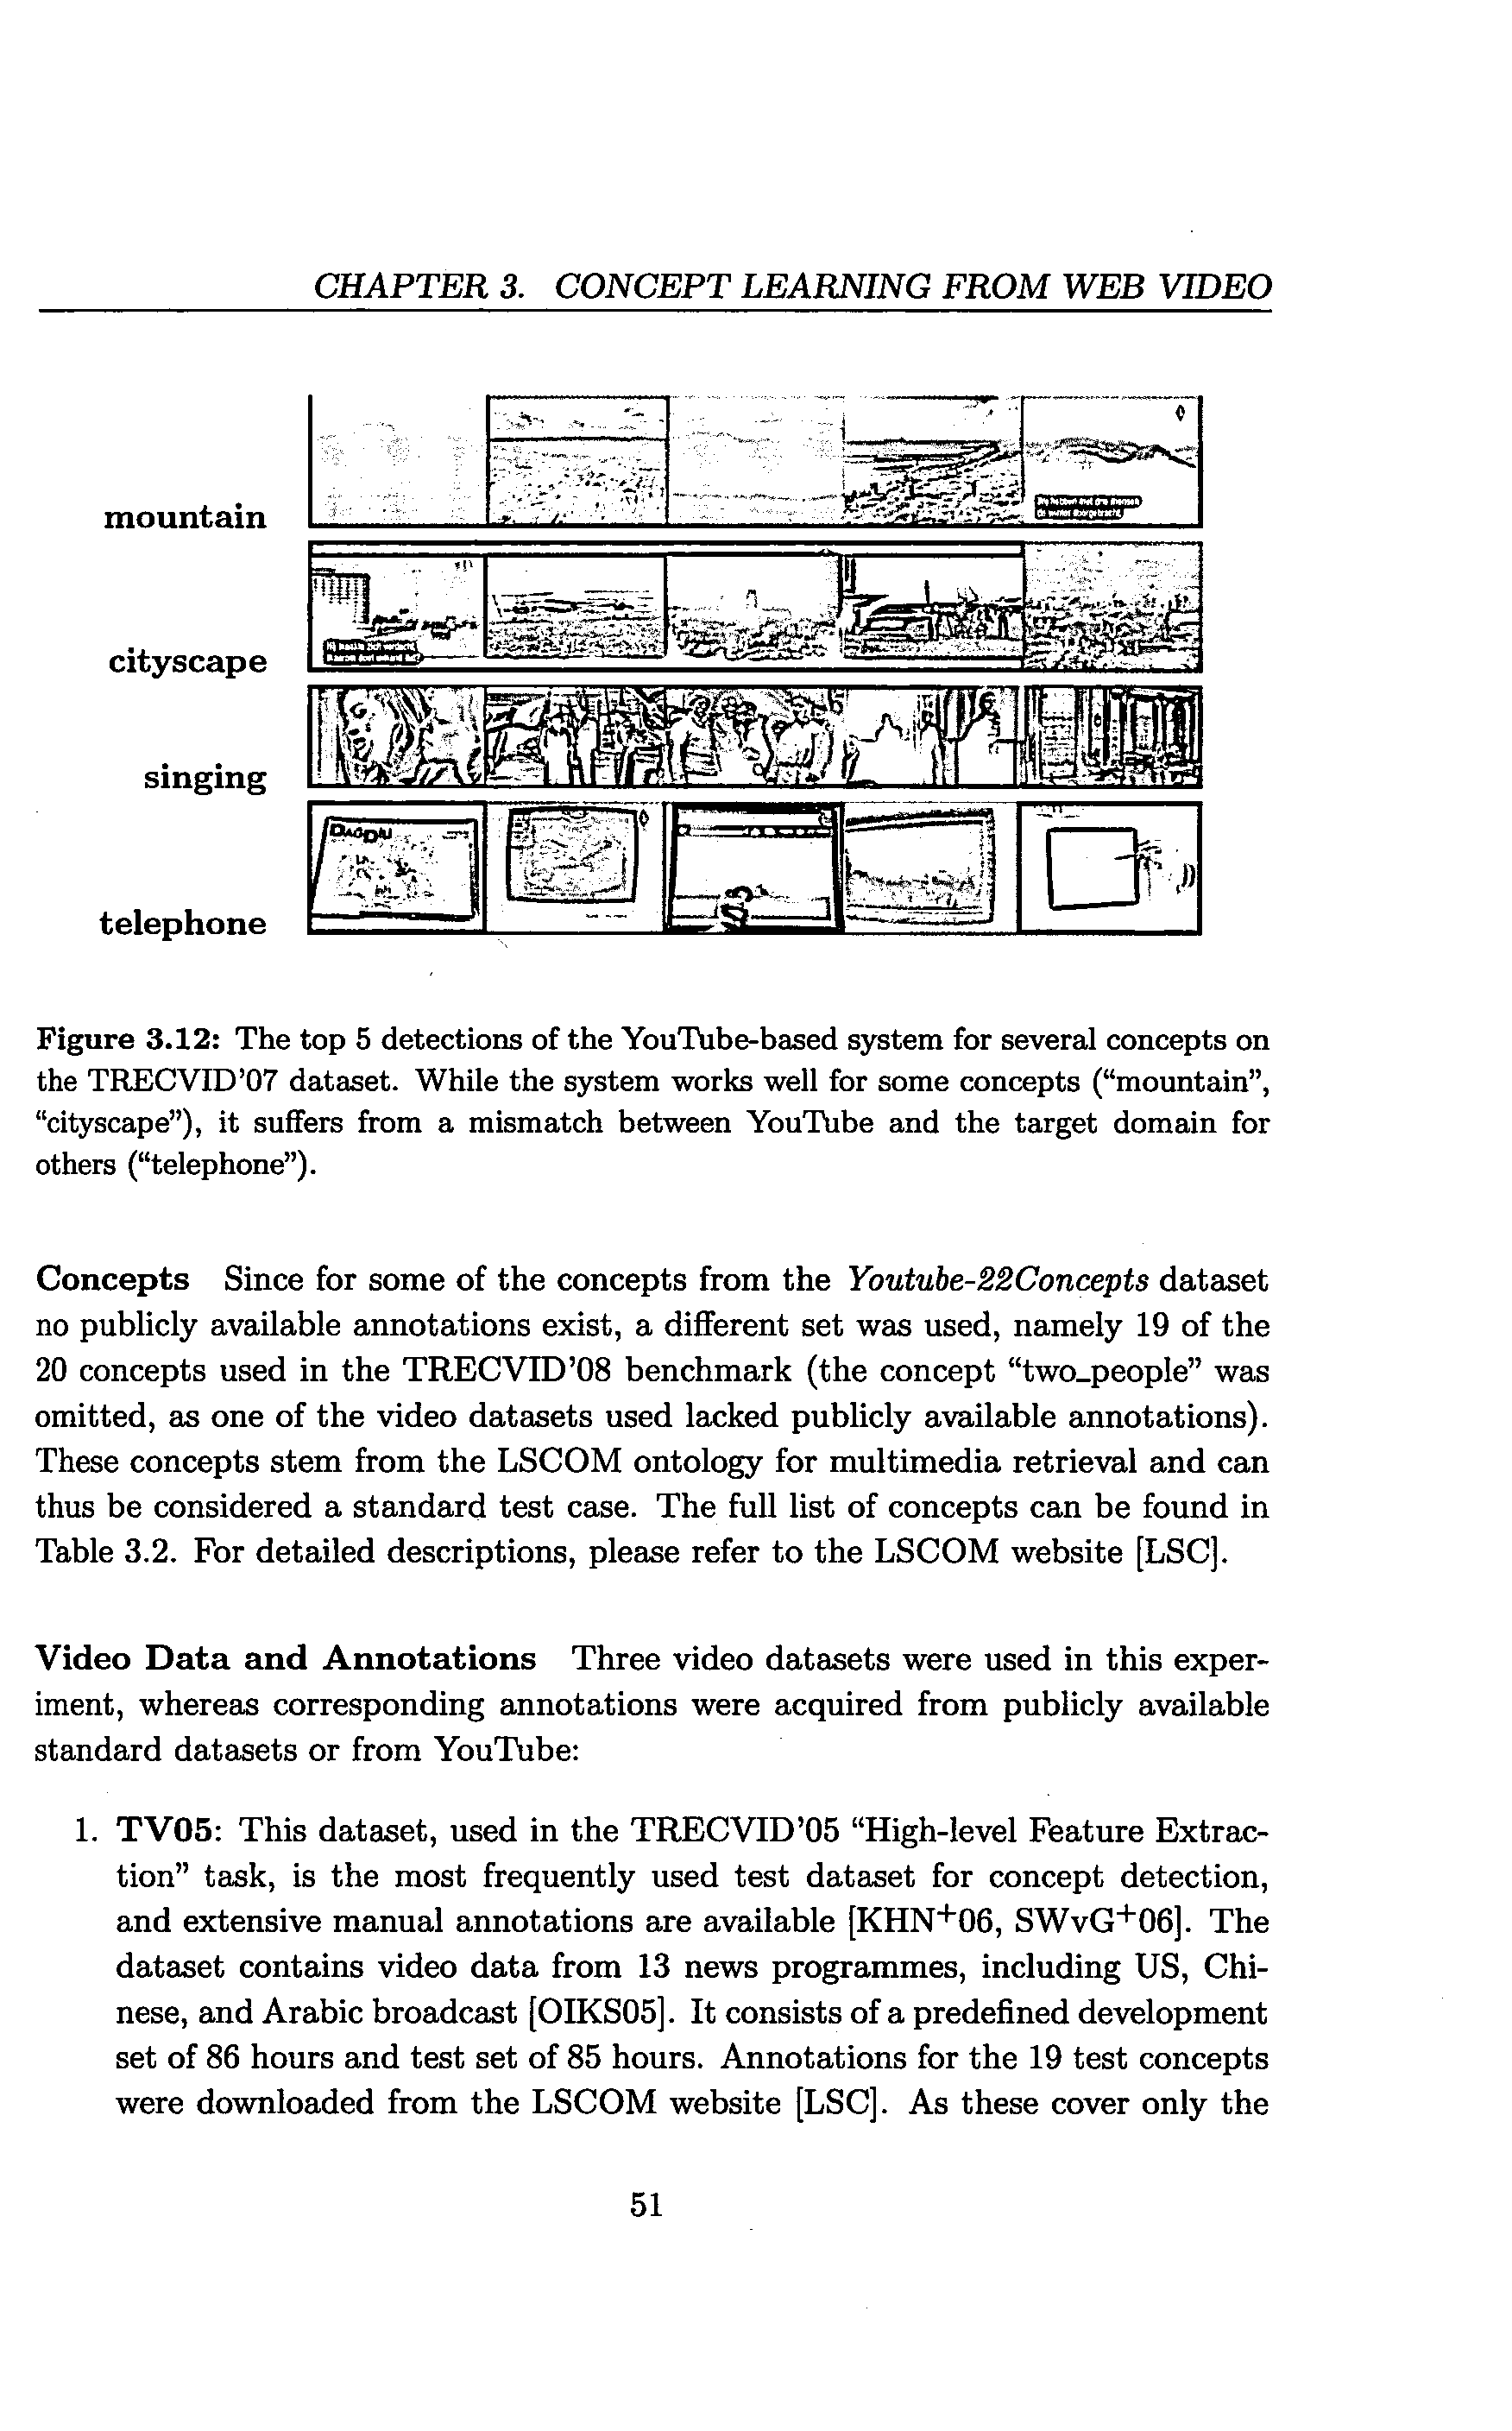 CHAPTER 3. CONCEPT LEARNING FROM WEB VIDEO
mountain
cityscape
singing
telephone
Figure 3.12: The top 5 detections of the YouTube-based system for several concepts on
the TRECVID'07 dataset. While the system works well for some concepts (“mountain”,
“cityscape”), it suffers from a mismatch between YouTube and the target domain for
others (“telephone”).
Concepts Since for some of the concepts from the Youtube-22Concepts dataset
no publicly available annotations exist, a different set was used, namely 19 of the
20 concepts used in the TRECVID'08 benchmark (the concept “two_people” was
omitted, as one of the video datasets used lacked publicly available annotations).
These concepts stem from the LSCOM ontology for multimedia retrieval and can
thus be considered a standard test case. The full list of concepts can be found in
Table 3.2. For detailed descriptions, please refer to the LSCOM website [LSC].
Video Data and Annotations Three video datasets were used in this exper-
iment, whereas corresponding annotations were acquired from publicly available
standard datasets or from YouTube:
1. TV05: This dataset, used in the TRECVID'05 “High-level Feature Extrac-
tion” task, is the most frequently used test dataset for concept detection,
and extensive manual annotations are available [KHN+06, SWvG+06]. The
dataset contains video data from 13 news programmes, including US, Chi-
nese, and Arabic broadcast [OIKS05]. It consists of a predefined development
set of 86 hours and test set of 85 hours. Annotations for the 19 test concepts
were downloaded from the LSCOM website [LSC]. As these cover only the
51